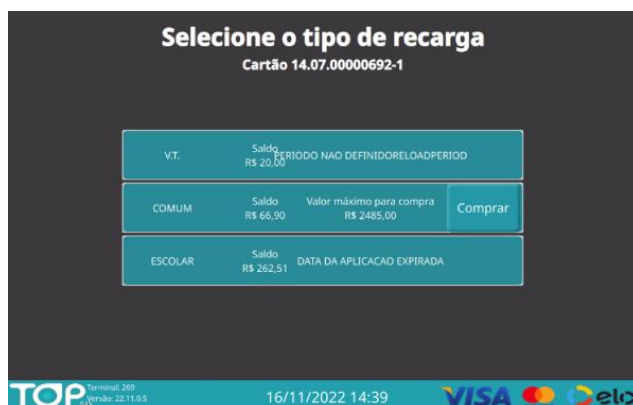 Selecione o tipo de recarga
Cartão 14.07.00000692-1
V.T.
Saldo
R$ 20,00
PERIODO NAO DEFINIDORELOADPERIOD
COMUM
Saldo
R$ 66,90
Valor máximo para compra
R$ 2485,00
Comprar
ESCOLAR
Saldo
R$ 262,51
DATA DA APLICACAO EXPIRADA
TOP
Terminal: 269
Versão: 22.11.0.5
16/11/2022 14:39
VISA
elo